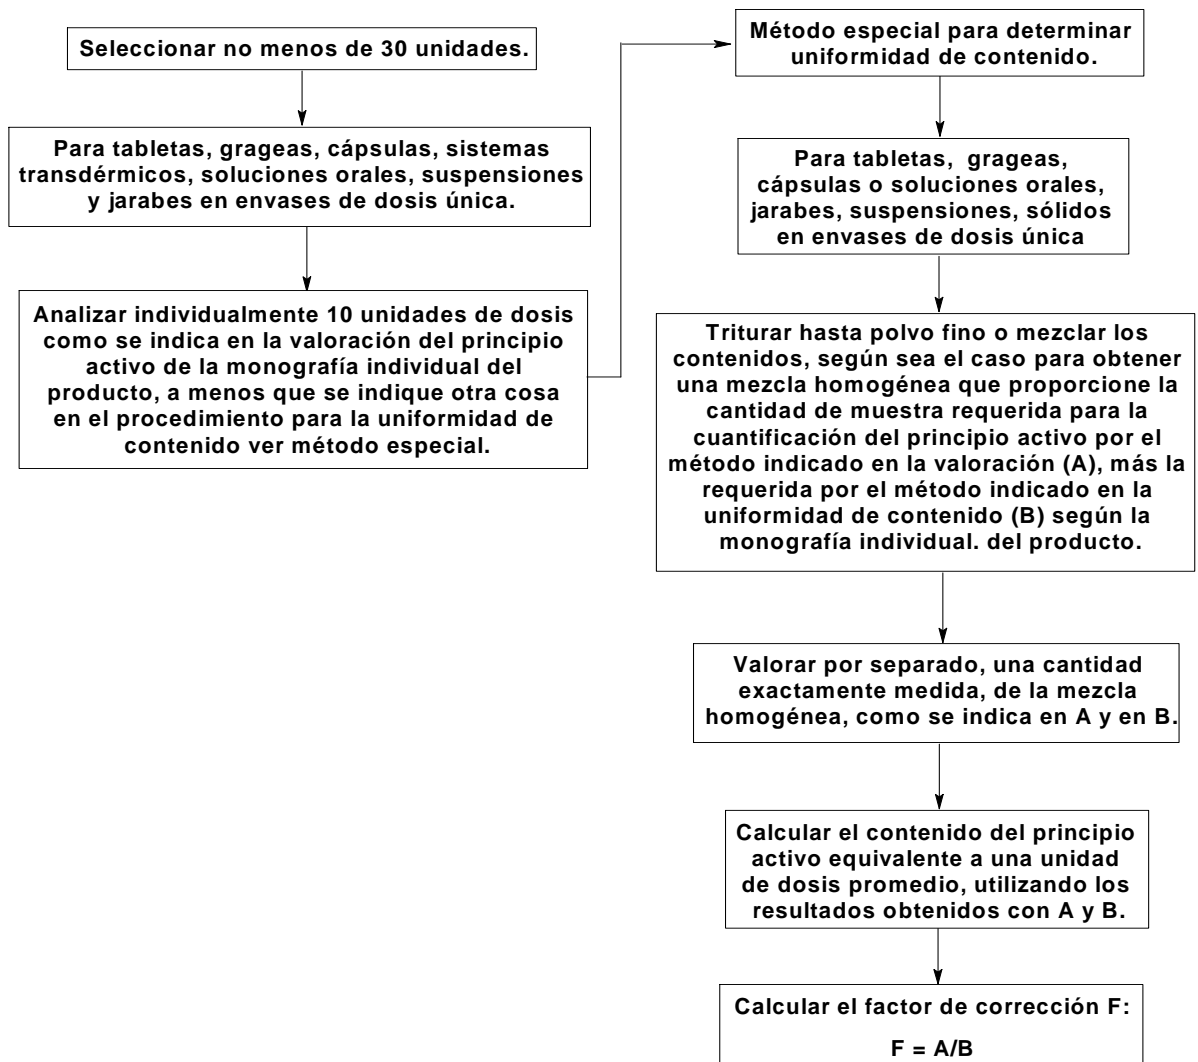 Seleccionar no menos de 30 unidades.
Para tabletas, grageas, cápsulas, sistemas
transdérmicos, soluciones orales, suspensiones
y jarabes en envases de dosis única.
Analizar individualmente 10 unidades de dosis
como se indica en la valoración del principio
activo de la monografía individual del
producto, a menos que se indique otra cosa
en el procedimiento para la uniformidad de
contenido ver método especial.
Método especial para determinar
uniformidad de contenido.
Para tabletas, grageas,
cápsulas o soluciones orales,
jarabes, suspensiones, sólidos
en envases de dosis única
Triturar hasta polvo fino o mezclar los
contenidos, según sea el caso para obtener
una mezcla homogénea que proporcione la
cantidad de muestra requerida para la
cuantificación del principio activo por el
método indicado en la valoración (A), más la
requerida por el método indicado en la
uniformidad de contenido (B) según la
monografía individual. del producto.
Valorar por separado, una cantidad
exactamente medida, de la mezcla
homogénea, como se indica en A y en B.
Calcular el contenido del principio
activo equivalente a una unidad
de dosis promedio, utilizando los
resultados obtenidos con A y B.
Calcular el factor de corrección F:
F = A/B